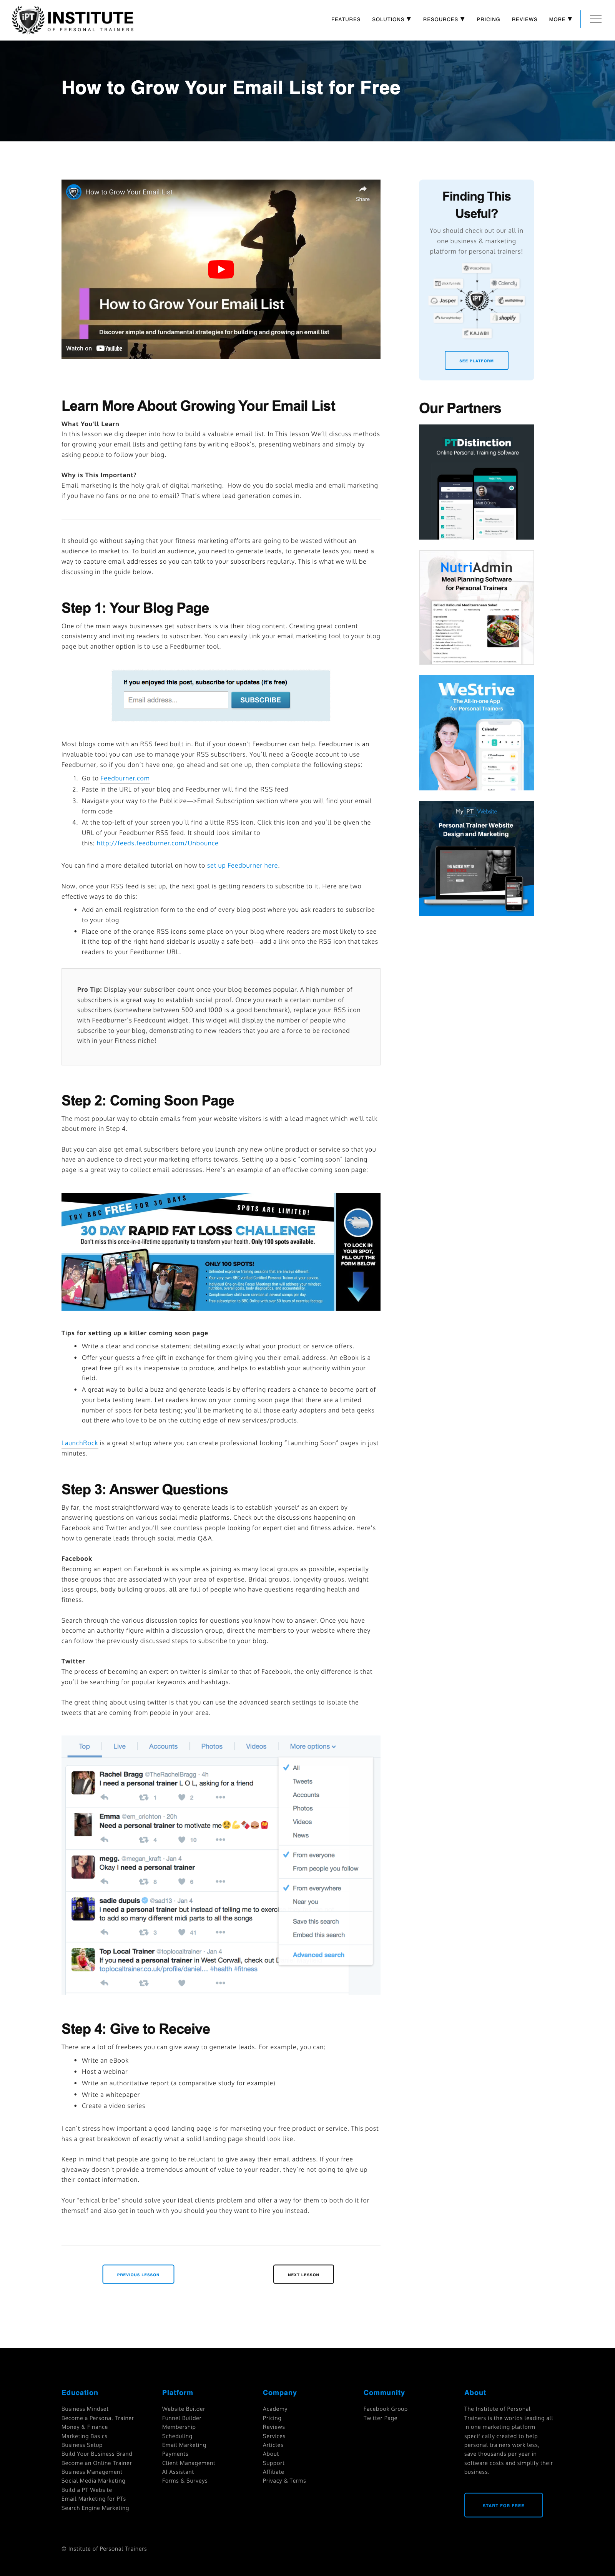 IPT INSTITUTE
OF PERSONAL TRAINERS
FEATURES SOLUTIONS RESOURCES PRICING REVIEWS MORE
How to Grow Your Email List for Free
How to Grow Your Email List
Share
How to Grow Your Email List
Discover simple and fundamental strategies for building and growing an email list
Watch on YouTube
Finding This
Useful?
You should check out our all in
one business & marketing
platform for personal trainers!
Calendly
Jasper
mailchimp
SurveyMonkey
shopify
KAJABI
SEE PLATFORM
Our Partners
PTDistinction
Online Personal Training Software
NutriAdmin
Meal Planning Software
for Personal Trainers
WeStrive
The All in One App
for Personal Trainers
Calendar
My PT Website
Personal Trainer Website
Design and Marketing
Learn More About Growing Your Email List
What You'll Learn
In this lesson we dig deeper into how to build a valuable email list. In This lesson We'll discuss methods
for growing your email lists and getting fans by writing eBook's, presenting webinars and simply by
asking people to follow your blog.
Why is This Important?
Email marketing is the holy grail of digital marketing.  How do you do social media and email marketing
if you have no fans or no one to email? That's where lead generation comes in.
It should go without saying that your fitness marketing efforts are going to be wasted without an
audience to market to. To build an audience, you need to generate leads, to generate leads you need a
way to capture email addresses so you can talk to your subscribers regularly. This is what we will be
discussing in the guide below.
Step 1: Your Blog Page
One of the main ways businesses get subscribers is via their blog content. Creating great content
consistency and inviting readers to subscriber. You can easily link your email marketing tool to your blog
page but another option is to use a Feedburner tool.
If you enjoyed this post, subscribe for updates (it's free)
Email address...
SUBSCRIBE
Most blogs come with an RSS feed built in. But if your doesn't Feedburner can help. Feedburner is an
invaluable tool you can use to manage your RSS subscribers. You'll need a Google account to use
Feedburner, so if you don't have one, go ahead and set one up, then complete the following steps:
1. Go to Feedburner.com
2. Paste in the URL of your blog and Feedburner will find the RSS feed
3. Navigate your way to the Publicize—>Email Subscription section where you will find your email
form code
4. At the top-left of your screen you'll find a little RSS icon. Click this icon and you'll be given the
URL of your Feedburner RSS feed. It should look similar to
this: http://feeds.feedburner.com/Unbounce
You can find a more detailed tutorial on how to set up Feedburner here.
Now, once your RSS feed is set up, the next goal is getting readers to subscribe to it. Here are two
effective ways to do this:
• Add an email registration form to the end of every blog post where you ask readers to subscribe
to your blog
• Place one of the orange RSS icons some place on your blog where readers are most likely to see
it (the top of the right hand sidebar is usually a safe bet)—add a link onto the RSS icon that takes
readers to your Feedburner URL.
Pro Tip: Display your subscriber count once your blog becomes popular. A high number of
subscribers is a great way to establish social proof. Once you reach a certain number of
subscribers (somewhere between 500 and 1000 is a good benchmark), replace your RSS icon
with Feedburner's Feedcount widget. This widget will display the number of people who
subscribe to your blog, demonstrating to new readers that you are a force to be reckoned
with in your Fitness niche!
Step 2: Coming Soon Page
The most popular way to obtain emails from your website visitors is with a lead magnet which we'll talk
about more in Step 4.
But you can also get email subscribers before you launch any new online product or service so that you
have an audience to direct your marketing efforts towards. Setting up a basic "coming soon" landing
page is a great way to collect email addresses. Here's an example of an effective coming soon page:
TRY BBC FREE FOR 30 DAYS
SPOTS ARE LIMITED!
30 DAY RAPID FAT LOSS CHALLENGE
Don't miss this once-in-a-lifetime opportunity to transform your health. Only 100 spots available.
ONLY 100 SPOTS!
TO LOCK IN
YOUR SPOT,
FILL OUT THE
FORM BELOW
Tips for setting up a killer coming soon page
• Write a clear and concise statement detailing exactly what your product or service offers.
• Offer your guests a free gift in exchange for them giving you their email address. An eBook is a
great free gift as its inexpensive to produce, and helps to establish your authority within your
field.
• A great way to build a buzz and generate leads is by offering readers a chance to become part of
your beta testing team. Let readers know on your coming soon page that there are a limited
number of spots for beta testing; you'll be marketing to all those early adopters and beta geeks
out there who love to be on the cutting edge of new services/products.
LaunchRock is a great startup where you can create professional looking "Launching Soon" pages in just
minutes.
Step 3: Answer Questions
By far, the most straightforward way to generate leads is to establish yourself as an expert by
answering questions on various social media platforms. Check out the discussions happening on
Facebook and Twitter and you'll see countless people looking for expert diet and fitness advice. Here's
how to generate leads through social media Q&A.
Facebook
Becoming an expert on Facebook is as simple as joining as many local groups as possible, especially
those groups that are associated with your area of expertise. Bridal groups, longevity groups, weight
loss groups, body building groups, all are full of people who have questions regarding health and
fitness.
Search through the various discussion topics for questions you know how to answer. Once you have
become an authority figure within a discussion group, direct the members to your website where they
can follow the previously discussed steps to subscribe to your blog.
Twitter
The process of becoming an expert on twitter is similar to that of Facebook, the only difference is that
you'll be searching for popular keywords and hashtags.
The great thing about using twitter is that you can use the advanced search settings to isolate the
tweets that are coming from people in your area.
Top Live Accounts Photos Videos More options
Rachel Bragg @TheRachelBragg · 4h
I need a personal trainer L O L, asking for a friend
1 2
Emma @em_crichton · 20h
Need a personal trainer to motivate me
4 10
megg. @megan_kraft · Jan 4
Okay I need a personal trainer
6 8
sadie dupuis @sad13 · Jan 4
i need a personal trainer but instead of telling me to exerci
to add so many different midi parts to all the songs
3 41
Top Local Trainer @toplocaltrainer · Jan 4
If you need a personal trainer in West Corwall, check out D
toplocaltrainer.co.uk/profile/daniel... #health #fitness
All
Tweets
Accounts
Photos
Videos
News
From everyone
From people you follow
From everywhere
Near you
Save this search
Embed this search
Advanced search
Step 4: Give to Receive
There are a lot of freebees you can give away to generate leads. For example, you can:
• Write an eBook
• Host a webinar
• Write an authoritative report (a comparative study for example)
• Write a whitepaper
• Create a video series
I can't stress how important a good landing page is for marketing your free product or service. This post
has a great breakdown of exactly what a solid landing page should look like.
Keep in mind that people are going to be reluctant to give away their email address. If your free
giveaway doesn't provide a tremendous amount of value to your reader, they're not going to give up
their contact information.
Your "ethical bribe" should solve your ideal clients problem and offer a way for them to both do it for
themself and also get in touch with you should you they want to hire you instead.
PREVIOUS LESSON
NEXT LESSON
Education
Business Mindset
Become a Personal Trainer
Money & Finance
Marketing Basics
Business Setup
Build Your Business Brand
Become an Online Trainer
Business Management
Social Media Marketing
Build a PT Website
Email Marketing for PTs
Search Engine Marketing
Platform
Website Builder
Funnel Builder
Membership
Scheduling
Email Marketing
Payments
Client Management
AI Assistant
Forms & Surveys
Company
Academy
Pricing
Reviews
Services
Articles
About
Support
Affiliate
Privacy & Terms
Community
Facebook Group
Twitter Page
About
The Institute of Personal
Trainers is the worlds leading all
in one marketing platform
specifically created to help
personal trainers work less,
save thousands per year in
software costs and simplify their
business.
START FOR FREE
© Institute of Personal Trainers